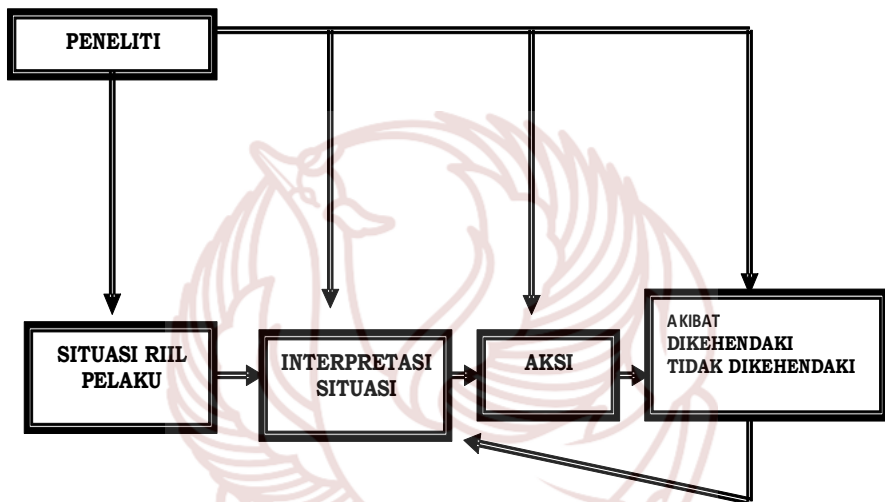 PENELITI
SITUASI RIIL
PELAKU
INTERPRETASI
SITUASI
AKSI
AKIBAT
DIKEHENDAKI
TIDAK DIKEHENDAKI